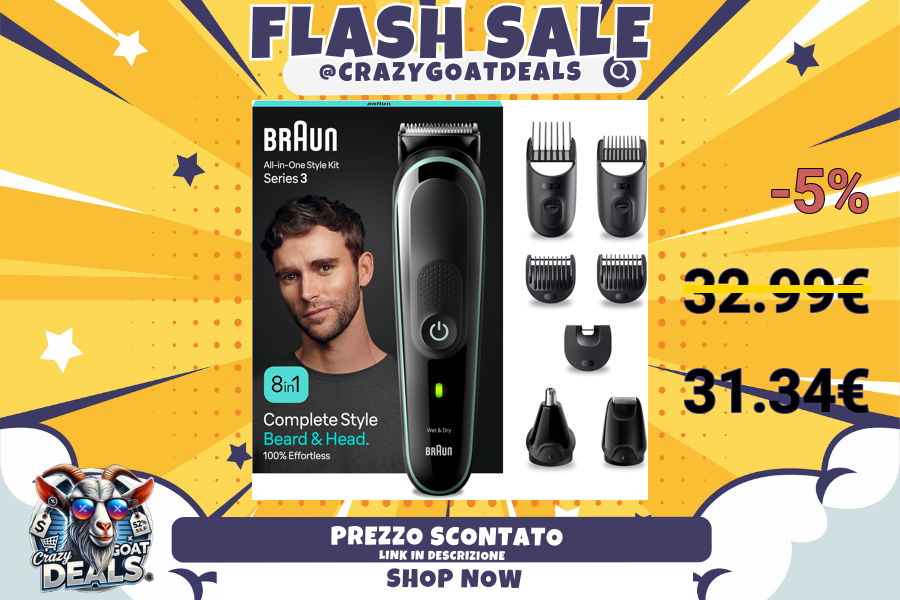 FLASH SALE
@CRAZYGOATDEALS
BRAUN
BRAUN
All-in-One Style Kit
Series 3
-5%
32.99€
31.34€
8in1
Complete Style
Beard & Head.
100% Effortless
Wet & Dry
BRAUN
$
52%
Crazy
GOAT
DEALS
PREZZO SCONTATO
LINK IN DESCRIZIONE
SHOP NOW